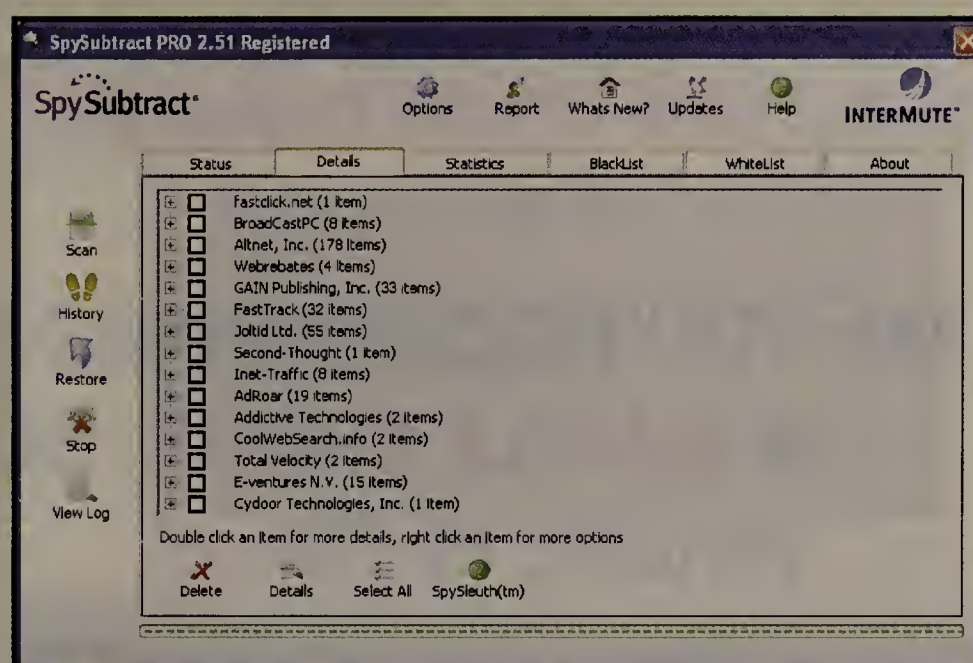 SpySubtract PRO 2.51 Registered
SpySubtract
Options Report Whats New? Updates Help
INTERMUTE
Status Details Statistics BlackList WhiteList About
Scan
History
Restore
Stop
View Log
fastclick.net (1 item)
BroadCastPC (8 items)
Altnet, Inc. (178 items)
Webrebates (4 items)
GAIN Publishing, Inc. (33 items)
FastTrack (32 items)
Joltid Ltd. (55 items)
Second-Thought (1 item)
Inet-Traffic (8 items)
AdRoar (19 items)
Addictive Technologies (2 items)
CoolWebSearch.info (2 items)
Total Velocity (2 items)
E-ventures N.V. (15 items)
Cydoor Technologies, Inc. (1 item)
Double click an item for more details, right click an item for more options
Delete Details Select All SpySleuth(tm)